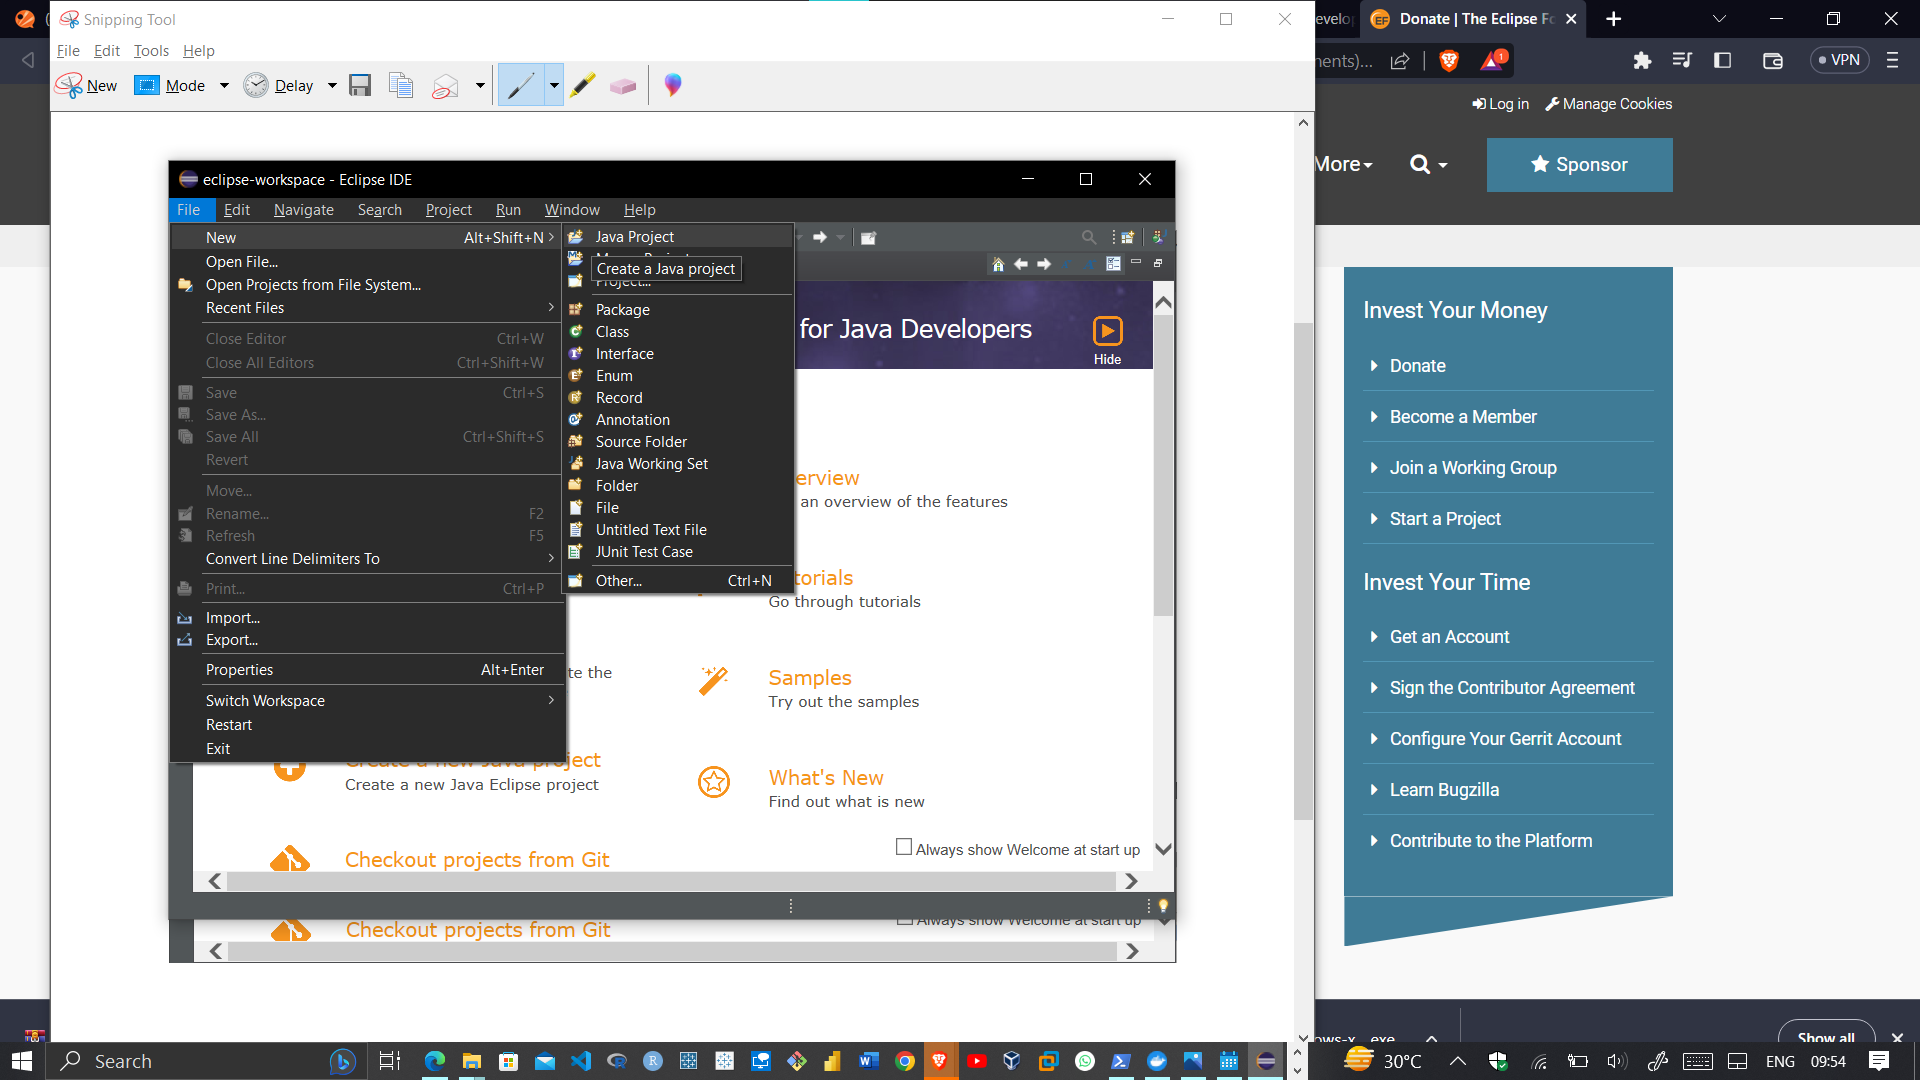 Snipping Tool
File Edit Tools Help
New Mode Delay
Donate | The Eclipse Fo
VPN
1
Log in Manage Cookies
More
Sponsor
eclipse-workspace - Eclipse IDE
File Edit Navigate Search Project Run Window Help
New Alt+Shift+N
Open File...
Open Projects from File System...
Recent Files
Close Editor Ctrl+W
Close All Editors Ctrl+Shift+W
Save Ctrl+S
Save As...
Save All Ctrl+Shift+S
Revert
Move...
Rename... F2
Refresh F5
Convert Line Delimiters To
Print... Ctrl+P
Import...
Export...
Properties Alt+Enter
Switch Workspace
Restart
Exit
Java Project
Create a Java project
Project...
Package
Class
Interface
Enum
Record
Annotation
Source Folder
Java Working Set
Folder
File
Untitled Text File
JUnit Test Case
Other... Ctrl+N
for Java Developers
Hide
erview
an overview of the features
torials
Go through tutorials
te the
Samples
Try out the samples
Create a new Java project
Create a new Java Eclipse project
What's New
Find out what is new
Always show Welcome at start up
Checkout projects from Git
Always show Welcome at start up
Checkout projects from Git
Invest Your Money
Donate
Become a Member
Join a Working Group
Start a Project
Invest Your Time
Get an Account
Sign the Contributor Agreement
Configure Your Gerrit Account
Learn Bugzilla
Contribute to the Platform
Show all
Search
30°C
ENG
09:54